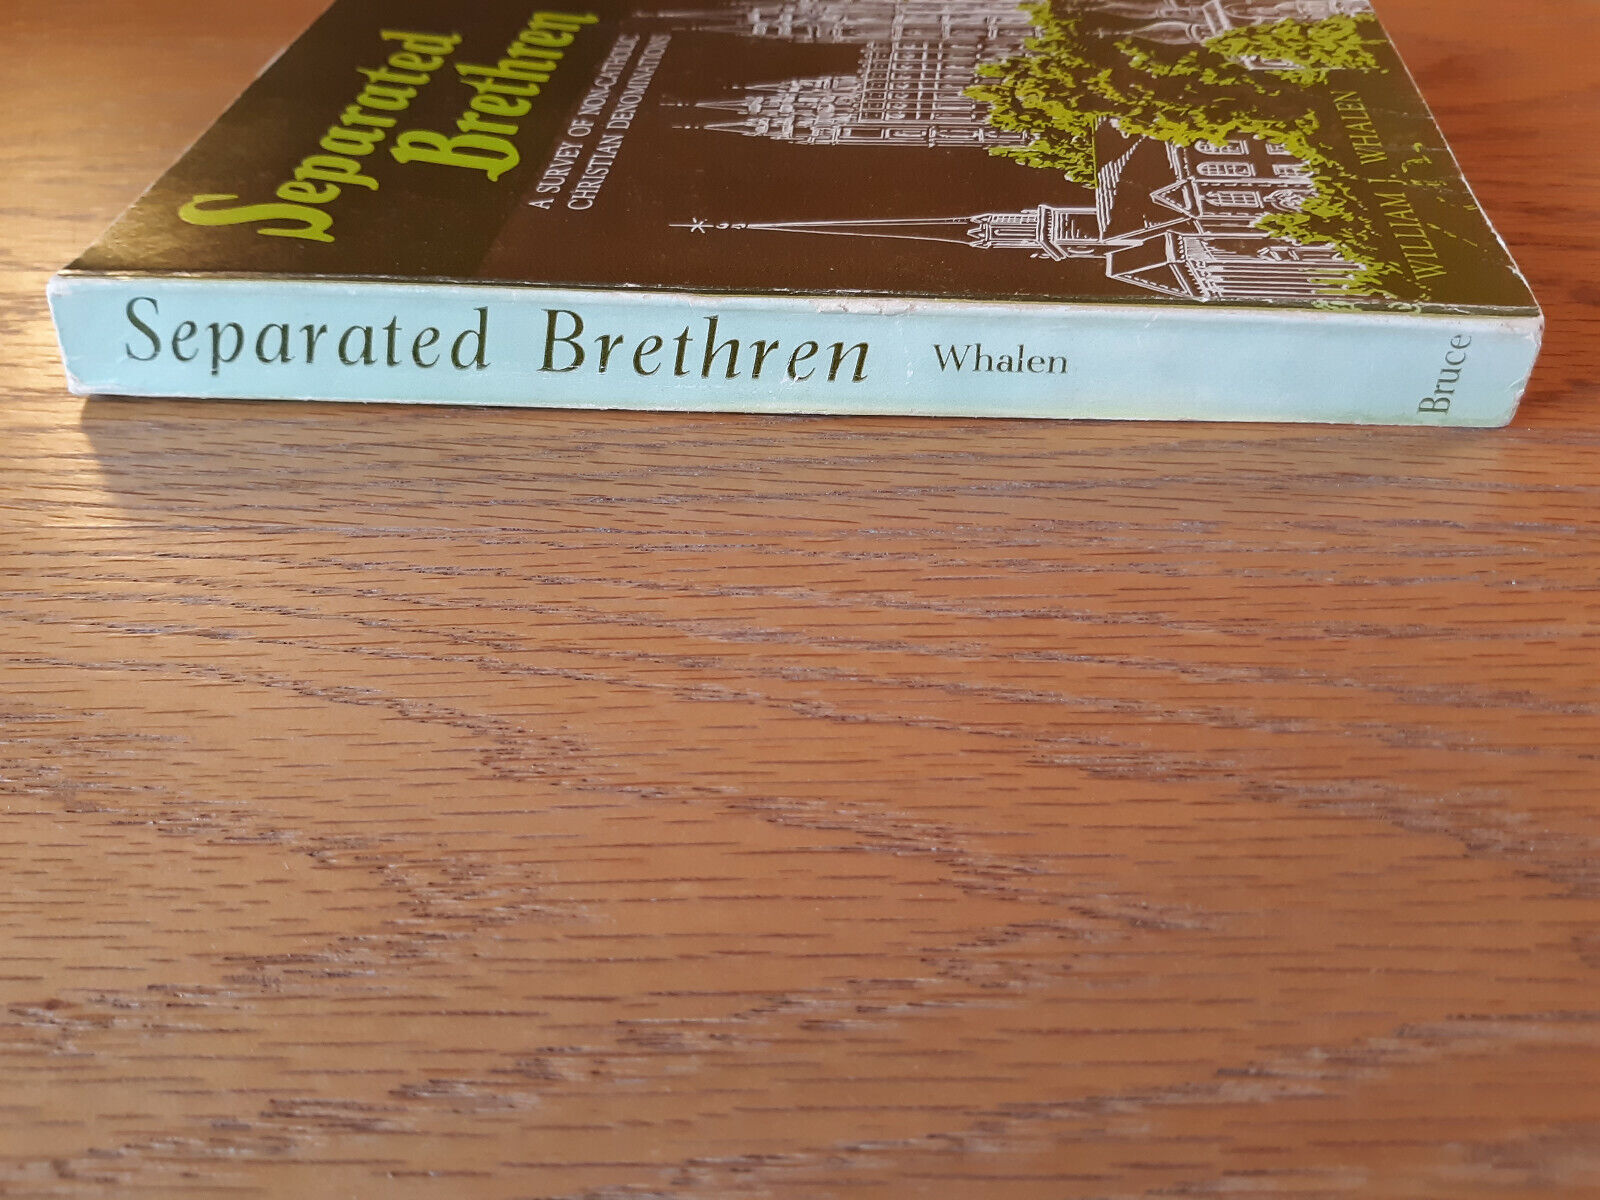 Separated
Brethren
A SURVEY OF NON-CATHOLIC
CHRISTIAN DENOMINATIONS
WILLIAM J. WHALEN
Separated Brethren Whalen Bruce